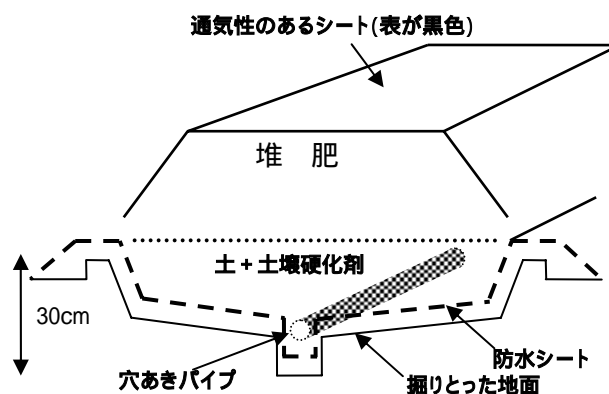 通気性のあるシート(表が黒色)
堆 肥
土+土壌硬化剤
30cm
防水シート
穴あきパイプ
掘りとった地面